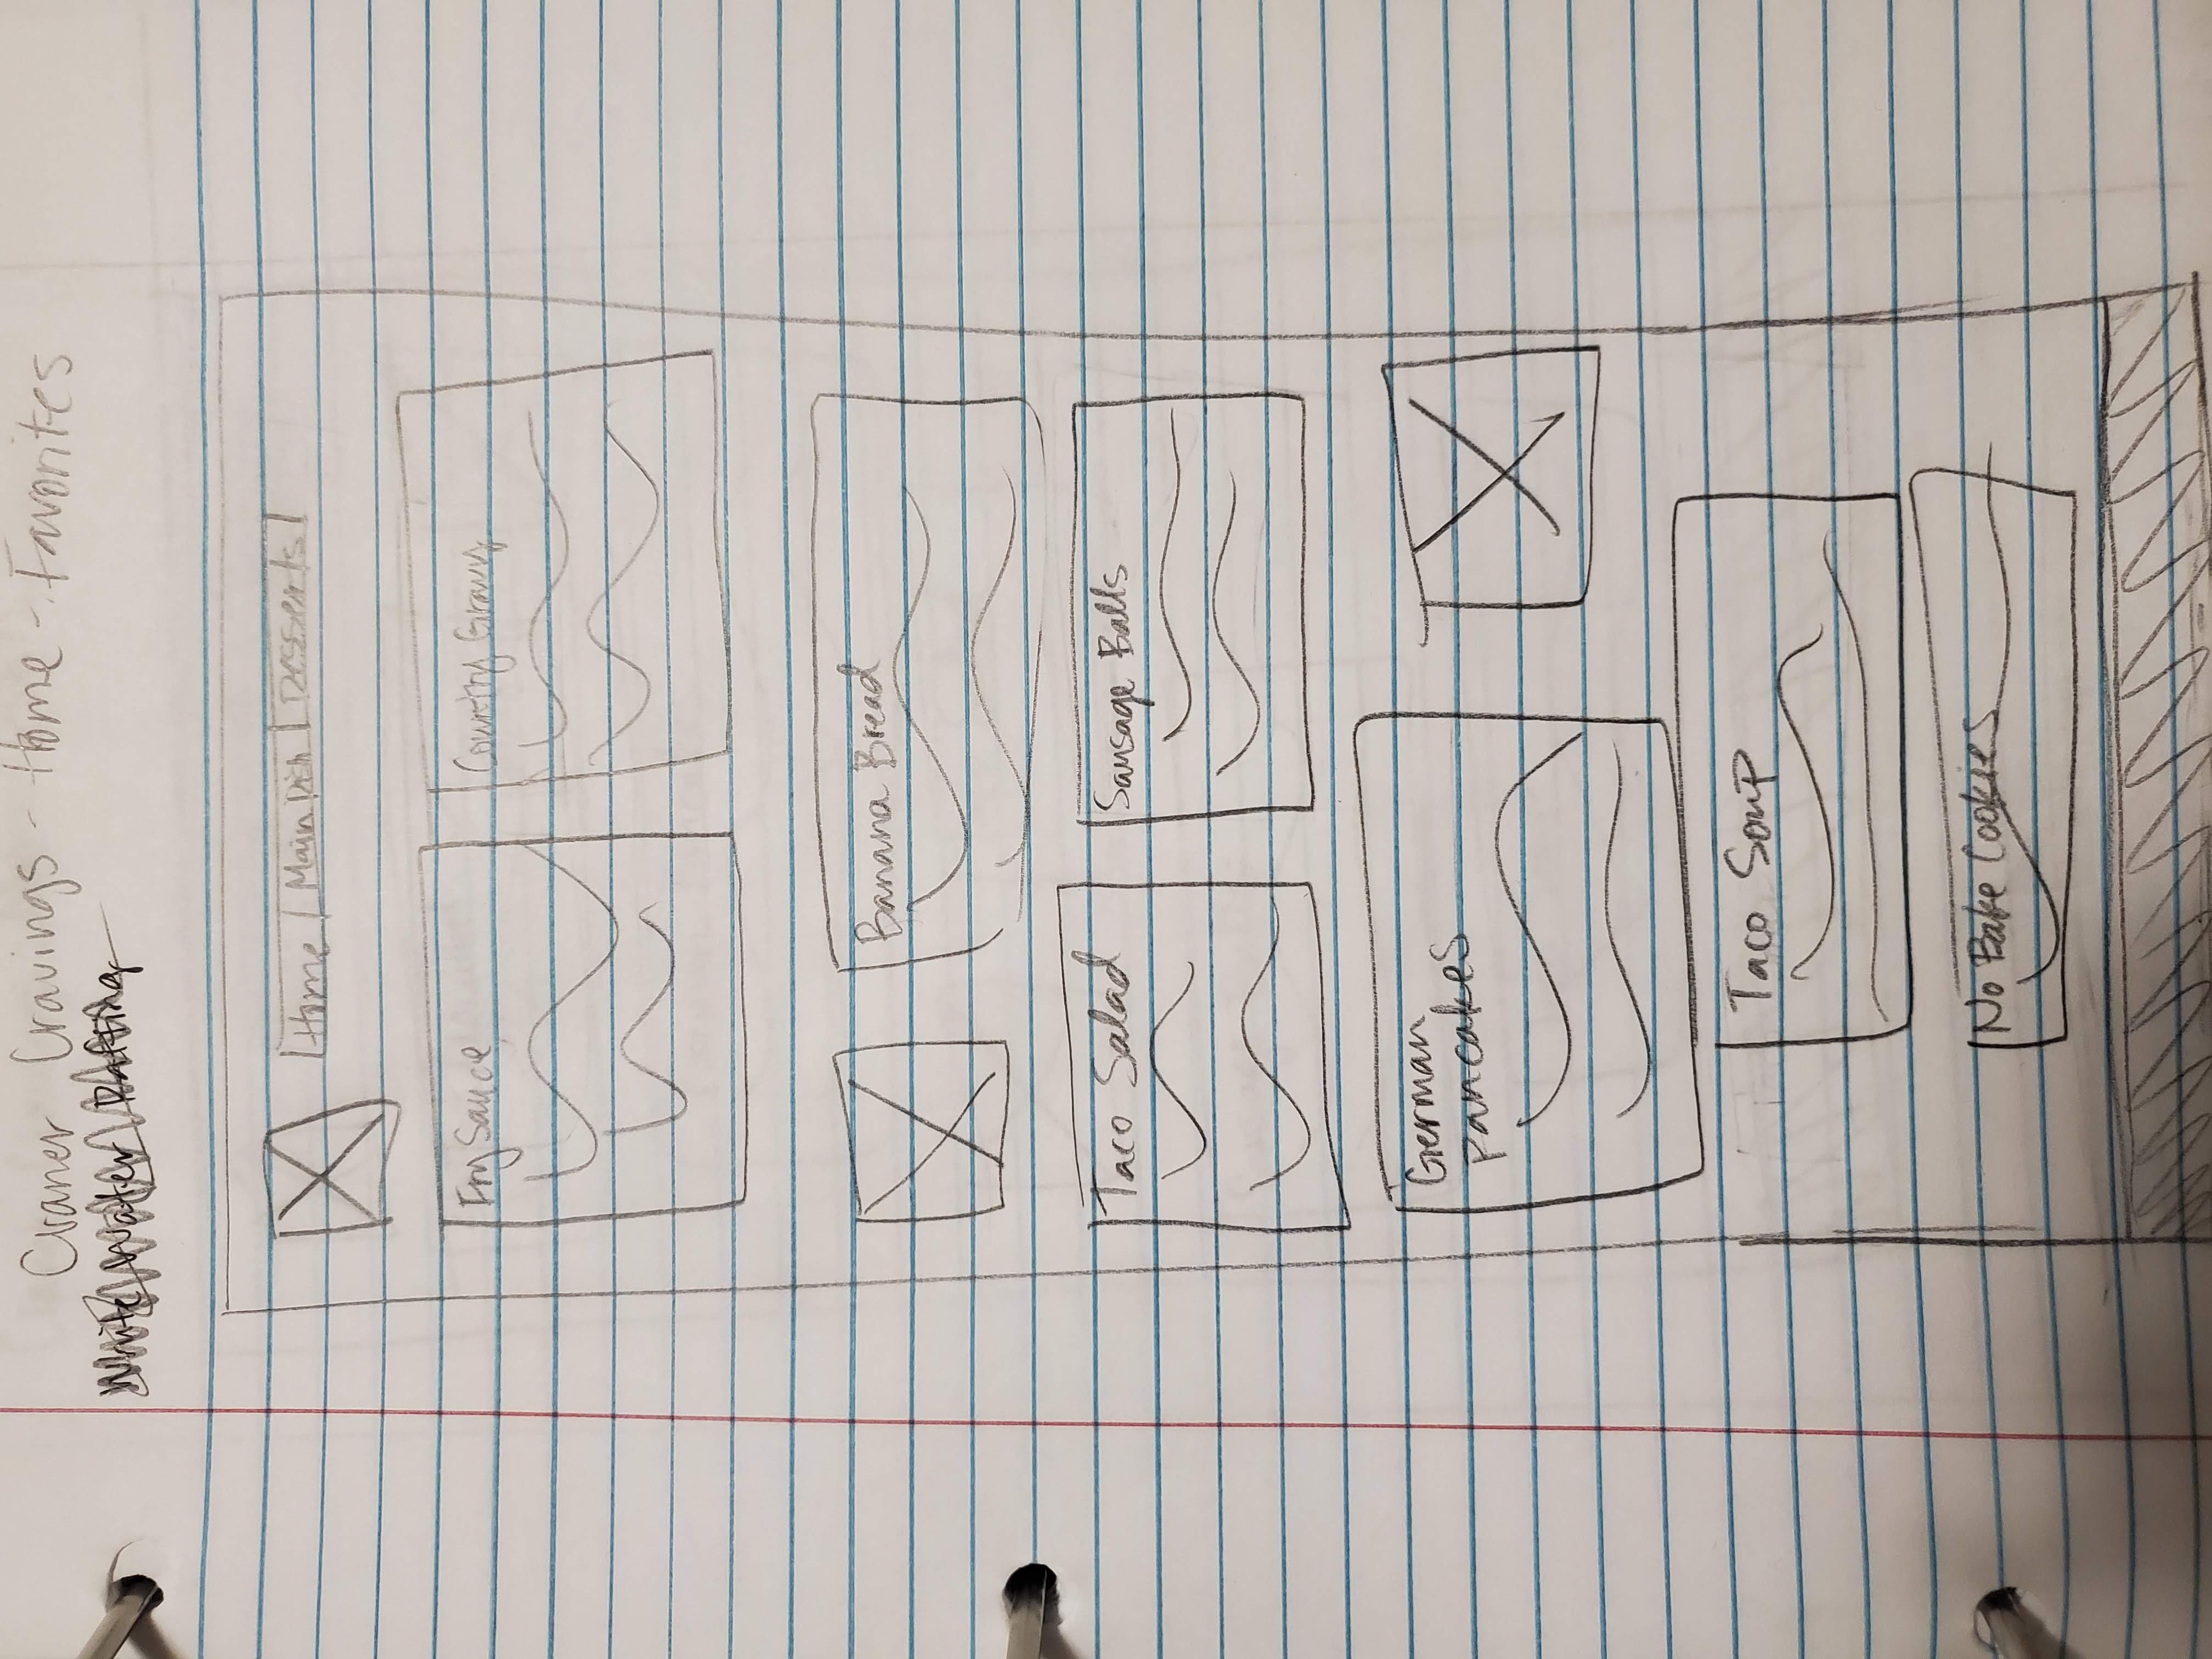 Craner Cravings - Home - Favorites
White Water Rafting
Home | Main Dish | Desserts
Fry Sauce
Country Gravy
Banana Bread
Taco Salad
Sausage Balls
German
Pancakes
Taco Soup
No Bake Cookies